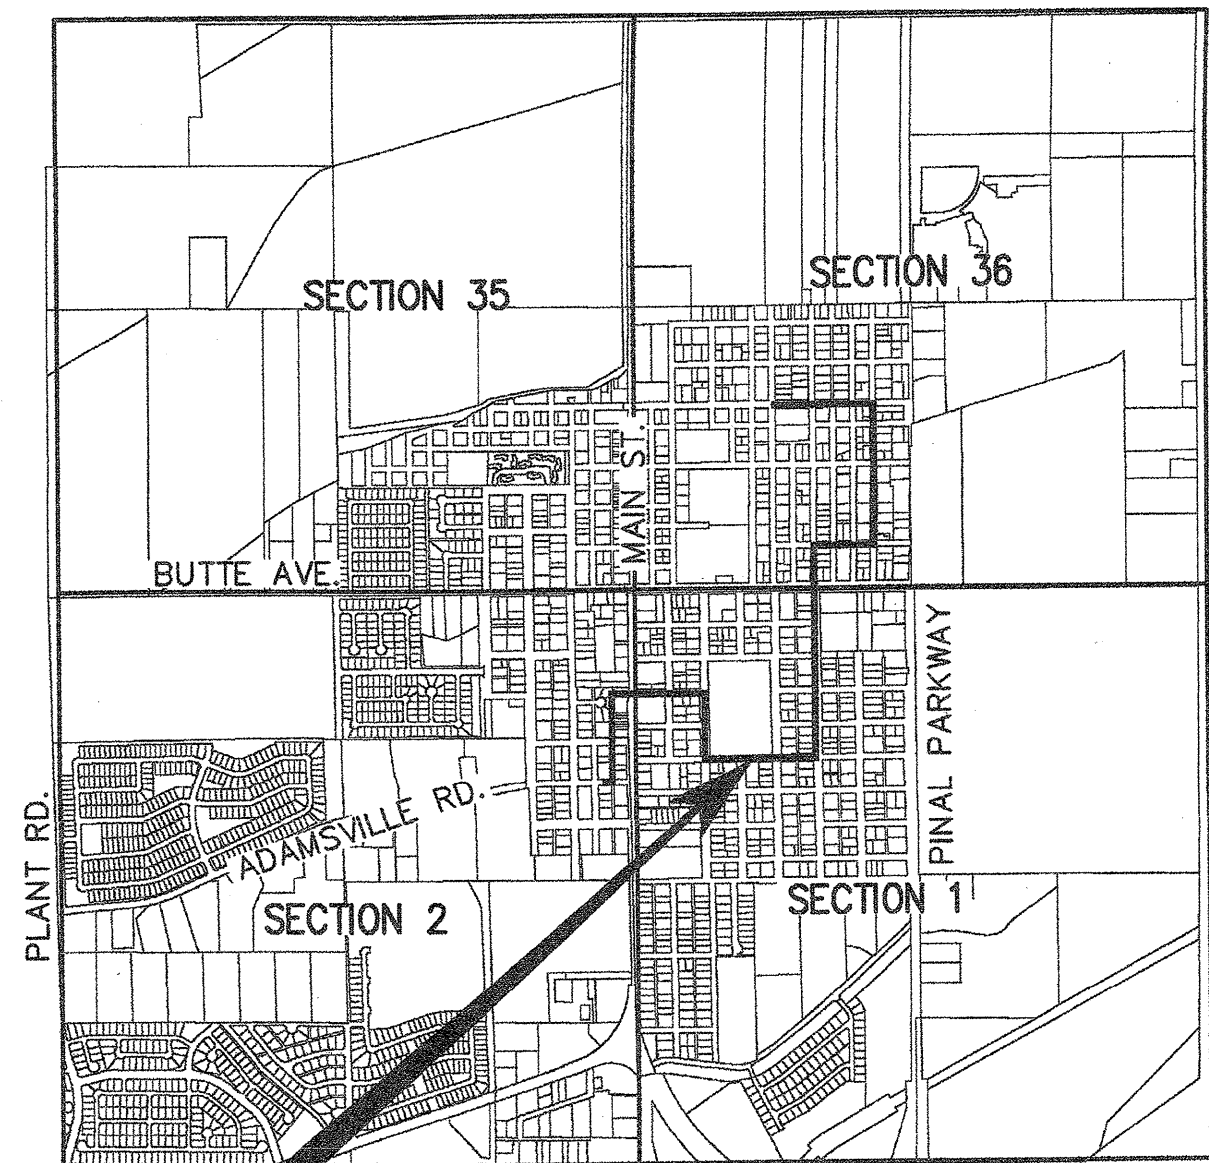 SECTION 36
SECTION 35
MAIN ST.
BUTTE AVE.
PINAL PARKWAY
PLANT RD.
ADAMSVILLE RD.
SECTION 2
SECTION 1